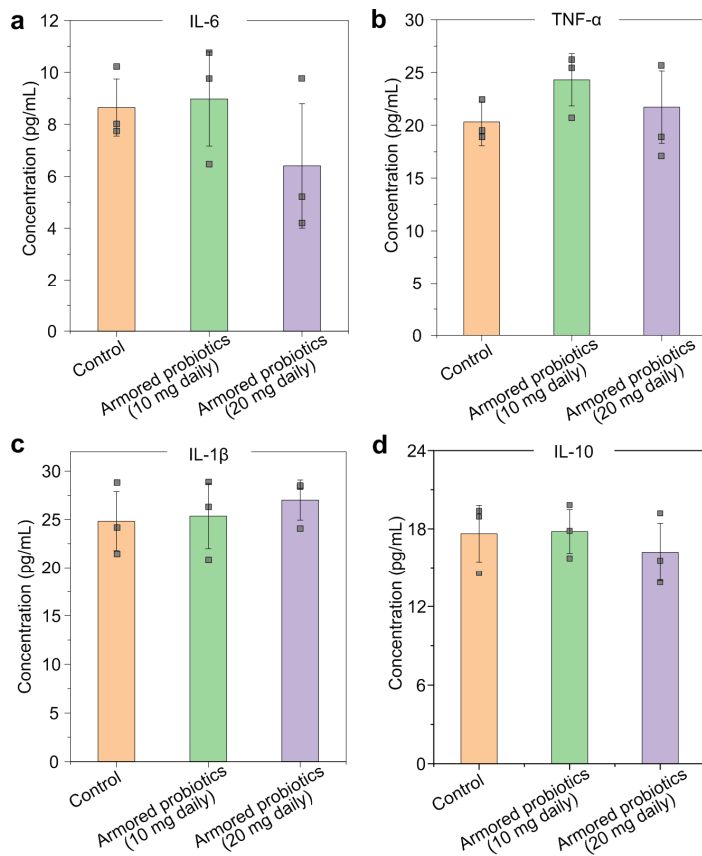 a
IL-6
Concentration (pg/mL)
12
10
8
6
4
2
0
Control
Armored probiotics
(10 mg daily)
Armored probiotics
(20 mg daily)
b
TNF-α
Concentration (pg/mL)
30
25
20
15
10
5
0
Control
Armored probiotics
(10 mg daily)
Armored probiotics
(20 mg daily)
c
IL-1β
Concentration (pg/mL)
30
25
20
15
10
5
0
Control
Armored probiotics
(10 mg daily)
Armored probiotics
(20 mg daily)
d
IL-10
Concentration (pg/mL)
24
18
12
6
0
Control
Armored probiotics
(10 mg daily)
Armored probiotics
(20 mg daily)